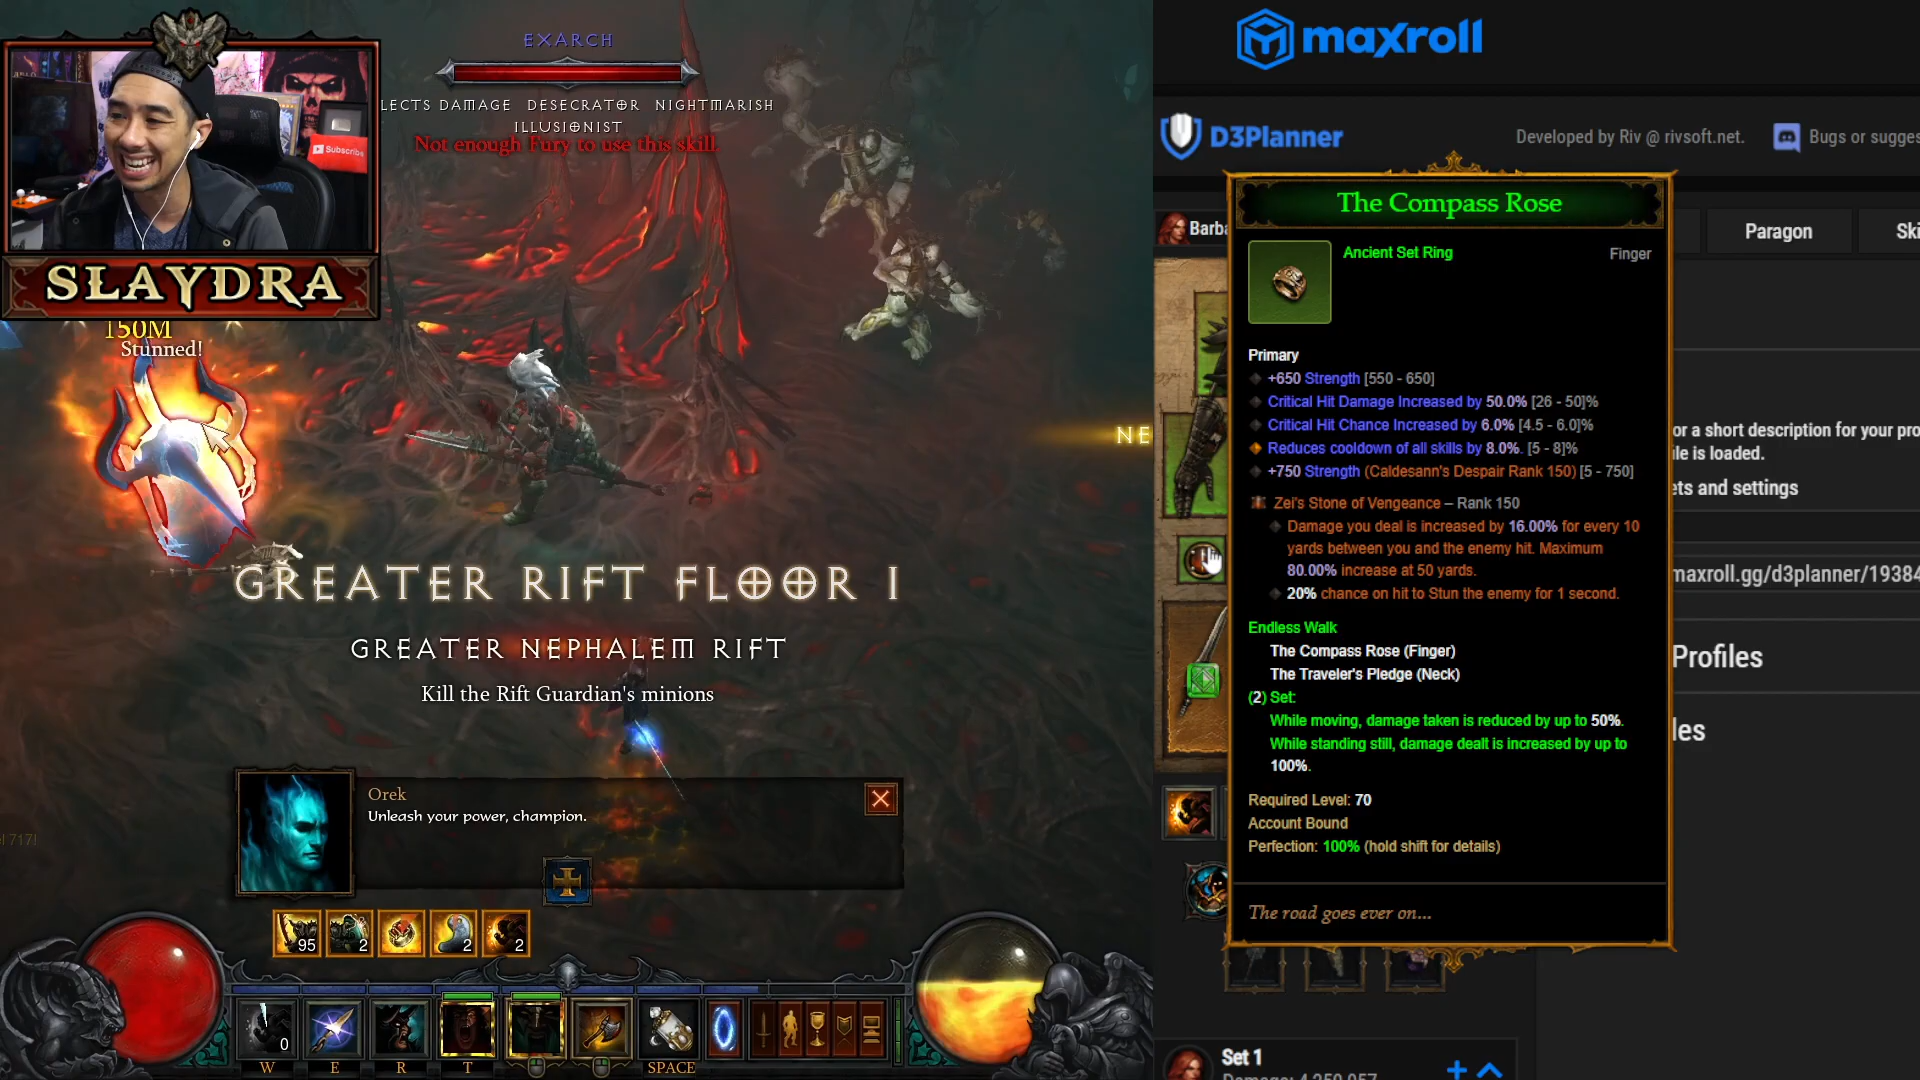 EXARCH
LECTS DAMAGE DESECRATOR NIGHTMARISH
ILLUSIONIST
Not enough Fury to use this skill.
Subscribe
SLAYDRA
150M
Stunned!
NE
GREATER RIFT FLOOR 1
GREATER NEPHALEM RIFT
Kill the Rift Guardian's minions
Orek
Unleash your power, champion.
el 717!
95
2
2
2
0
W
E
R
T
SPACE
maxroll
D3Planner
Developed by Riv @ rivsoft.net.
Bugs or sugges
Barba
Paragon
Ski
The Compass Rose
Ancient Set Ring
Finger
Primary
+650 Strength [550 - 650]
Critical Hit Damage Increased by 50.0% [26 - 50]%
Critical Hit Chance Increased by 6.0% [4.5 - 6.0]%
Reduces cooldown of all skills by 8.0%. [5 - 8]%
+750 Strength (Caldesann's Despair Rank 150) [5 - 750]
Zei's Stone of Vengeance – Rank 150
Damage you deal is increased by 16.00% for every 10
yards between you and the enemy hit. Maximum
80.00% increase at 50 yards.
20% chance on hit to Stun the enemy for 1 second.
Endless Walk
The Compass Rose (Finger)
The Traveler's Pledge (Neck)
(2) Set:
While moving, damage taken is reduced by up to 50%.
While standing still, damage dealt is increased by up to
100%.
Required Level: 70
Account Bound
Perfection: 100% (hold shift for details)
The road goes ever on...
or a short description for your pro
ile is loaded.
ets and settings
maxroll.gg/d3planner/19384
Profiles
les
Set 1
Damage: 4,250,057